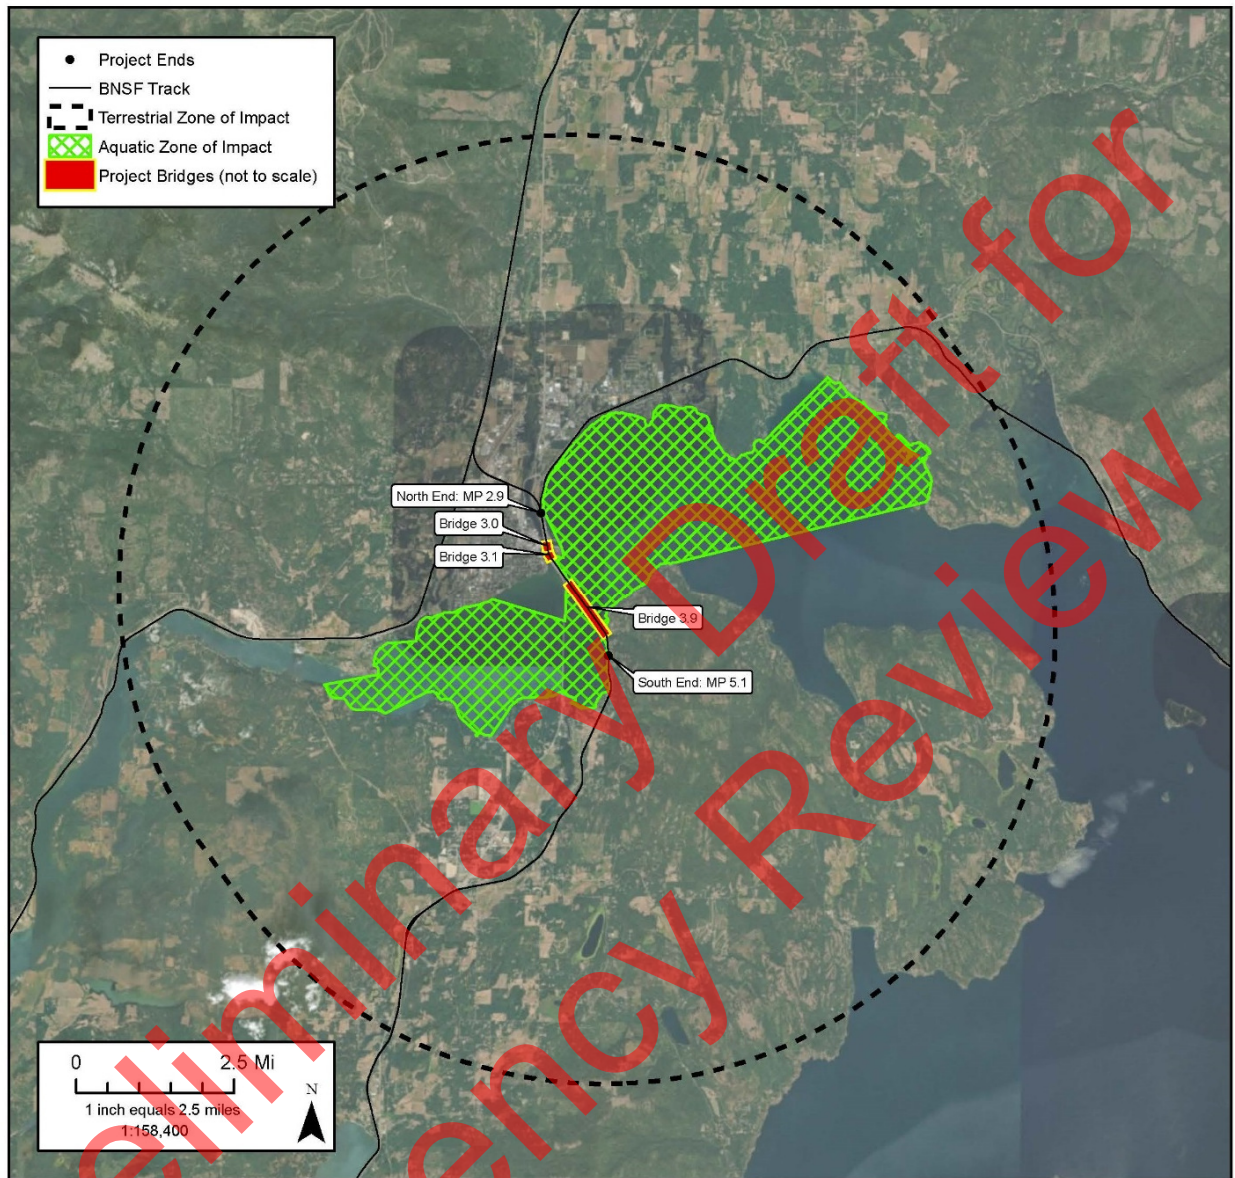 Project Ends
BNSF Track
Terrestrial Zone of Impact
Aquatic Zone of Impact
Project Bridges (not to scale)
North End: MP 2.9
Bridge 3.0
Bridge 3.1
Bridge 3.9
South End: MP 5.1
0 2.5 Mi
1 inch equals 2.5 miles
1:158,400
N
eliminary Draft for
ency Review